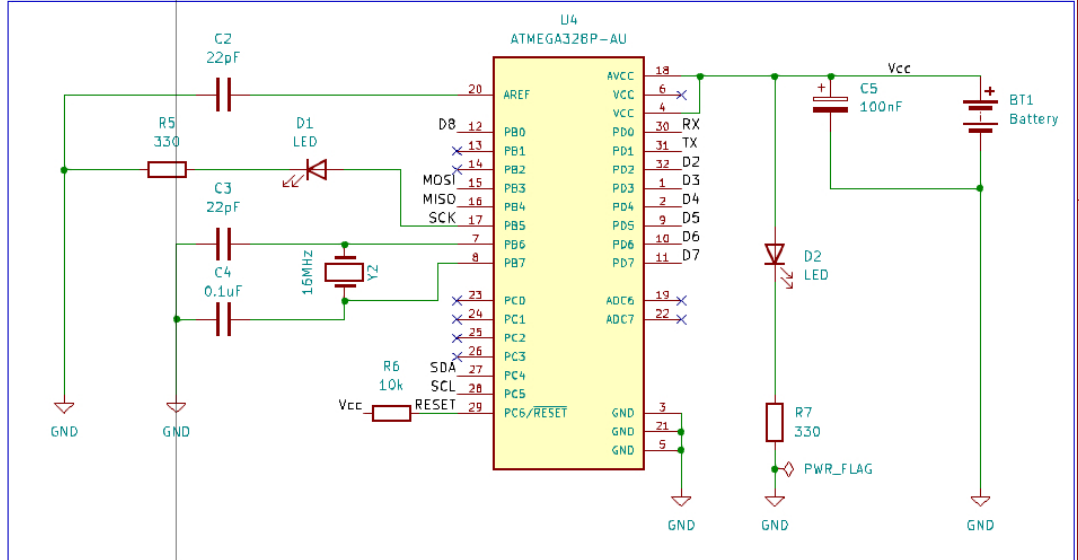 U4
ATMEGA328P-AU
C2
22pF
20
AREF
R5
330
D1
LED
D8
12
PB0
13
PB1
14
PB2
MOSI
15
PB3
MISO
16
PB4
SCK
17
PB5
C3
22pF
7
PB6
8
PB7
C4
0.1uF
16MHz
Y2
23
PC0
24
PC1
25
PC2
26
PC3
SDA
27
PC4
SCL
28
PC5
R6
10k
Vcc
RESET
29
PC6/RESET
GND
GND
AVCC
18
VCC
6
VCC
4
PD0
30
RX
PD1
31
TX
PD2
32
D2
PD3
1
D3
PD4
2
D4
PD5
9
D5
PD6
10
D6
PD7
11
D7
ADC6
19
ADC7
22
GND
3
GND
21
GND
5
GND
Vcc
+
C5
100nF
+
BT1
Battery
D2
LED
R7
330
PWR_FLAG
GND
GND